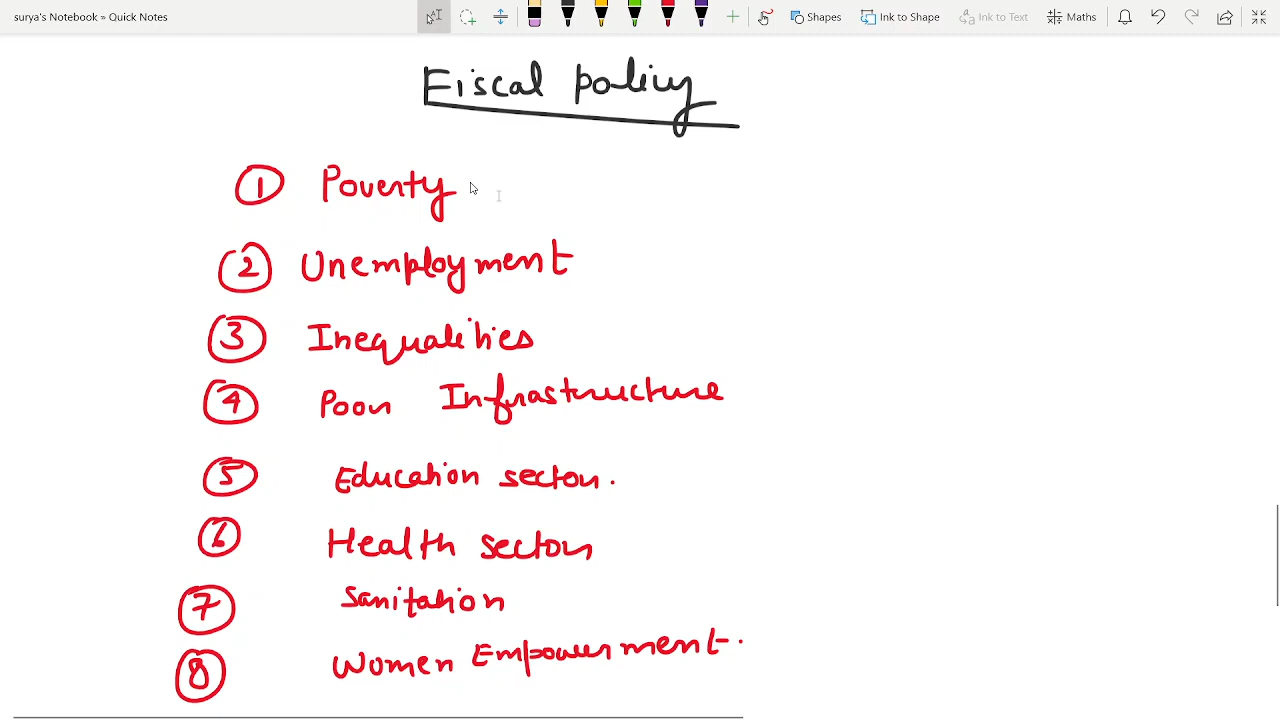 surya's Notebook » Quick Notes
Shapes Ink to Shape Ink to Text Maths
Fiscal policy
1 Poverty
2 Unemployment
3 Inequalities
4 Poor Infrastructure
5 Education sector.
6 Health sector
7 Sanitation
8 Women Empowerment.